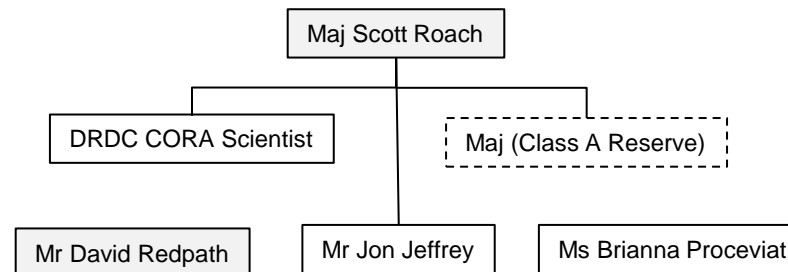 Maj Scott Roach
DRDC CORA Scientist
Maj (Class A Reserve)
Mr David Redpath
Mr Jon Jeffrey
Ms Brianna Proceviat